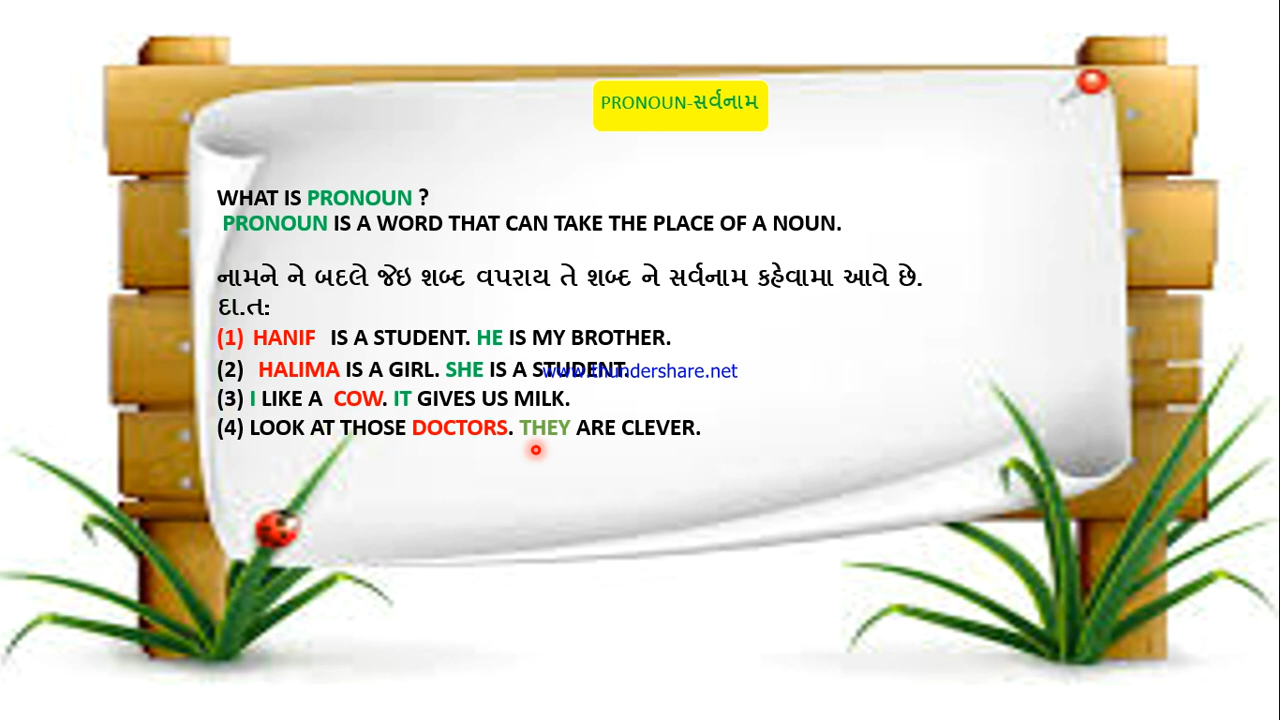 PRONOUN-સર્વનામ
WHAT IS PRONOUN ?
PRONOUN IS A WORD THAT CAN TAKE THE PLACE OF A NOUN.
નામને ને બદલે જેઇ શબ્દ વપરાય તે શબ્દ ને સર્વનામ કહેવામા આવે છે.
દા.ત:
(1) HANIF IS A STUDENT. HE IS MY BROTHER.
(2) HALIMA IS A GIRL. SHE IS A STUDENT.
www.thundershare.net
(3) I LIKE A COW. IT GIVES US MILK.
(4) LOOK AT THOSE DOCTORS. THEY ARE CLEVER.